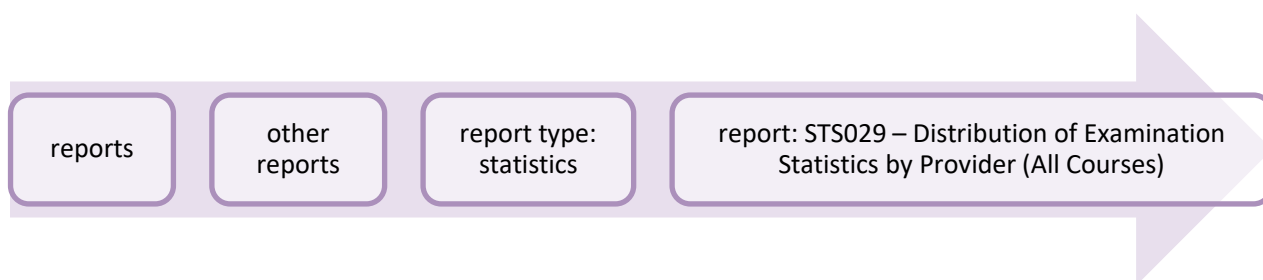 reports
other
reports
report type:
statistics
report: STS029 – Distribution of Examination
Statistics by Provider (All Courses)